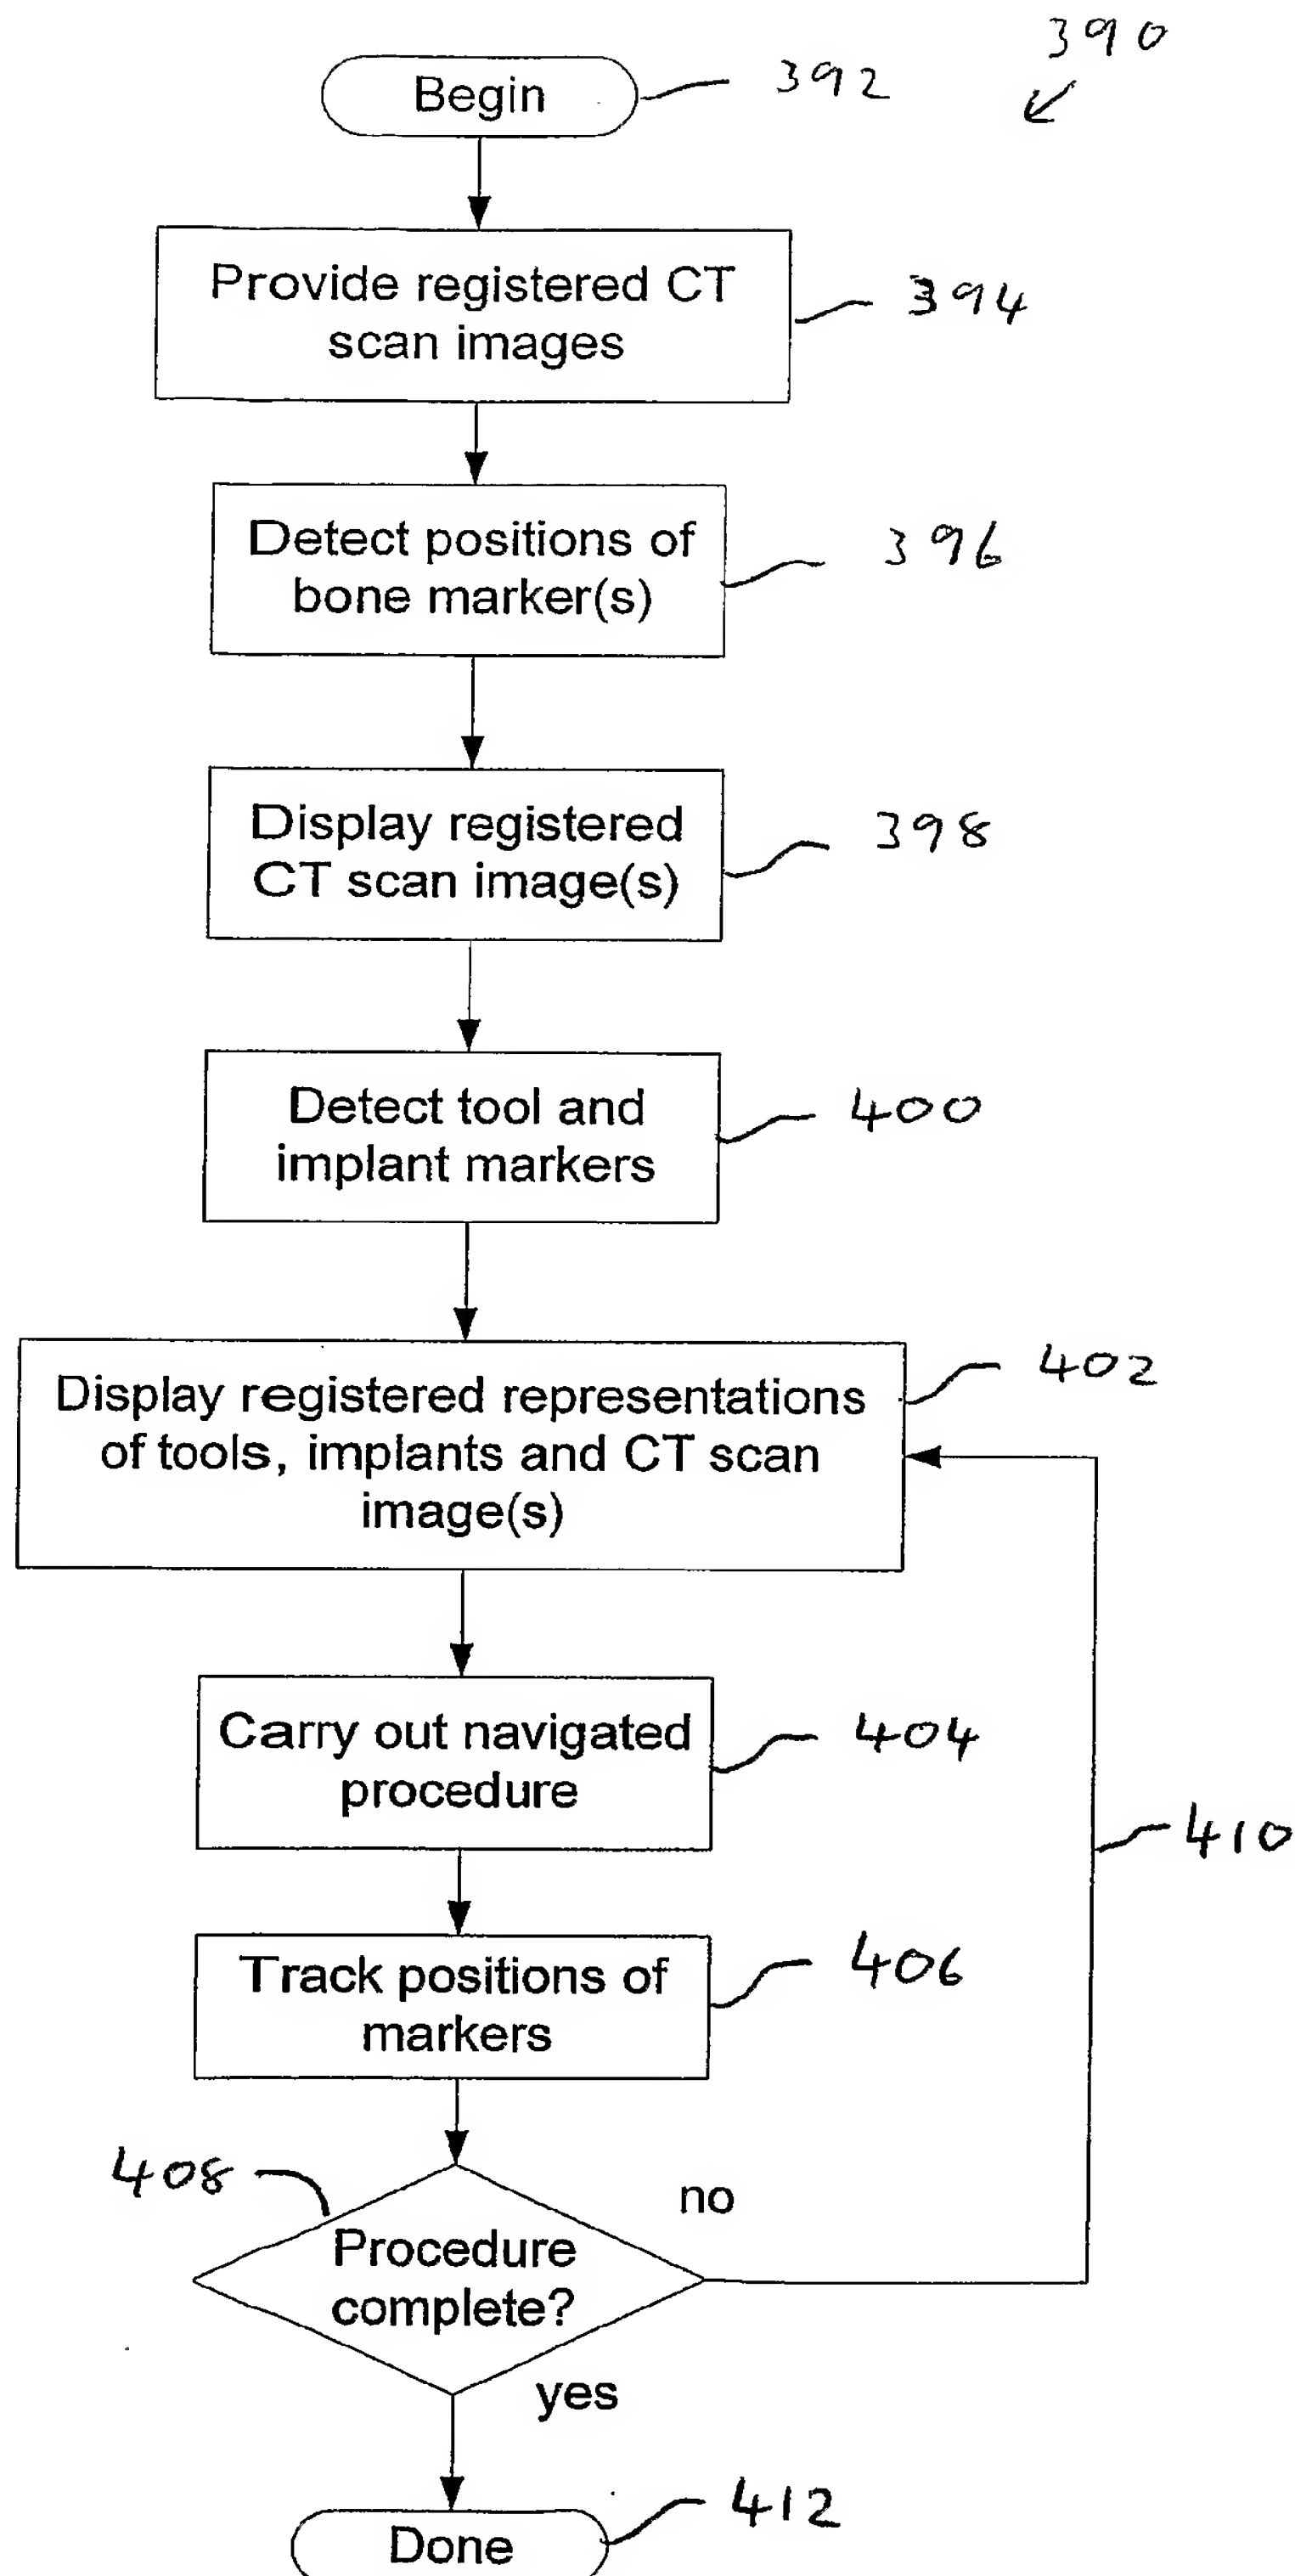 390
Begin
392
Provide registered CT
scan images
394
Detect positions of
bone marker(s)
396
Display registered
CT scan image(s)
398
Detect tool and
implant markers
400
402
Display registered representations
of tools, implants and CT scan
image(s)
Carry out navigated
procedure
404
410
Track positions of
markers
406
408
no
Procedure
complete?
yes
412
Done